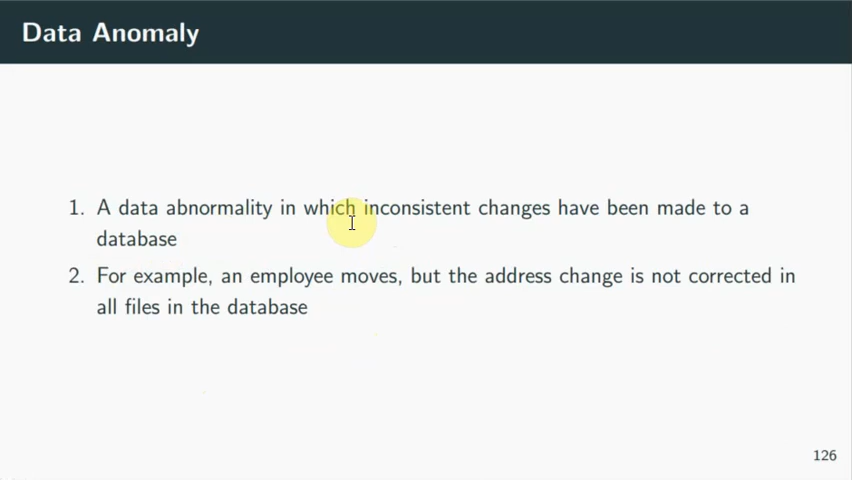 Data Anomaly
1. A data abnormality in which inconsistent changes have been made to a
database
2. For example, an employee moves, but the address change is not corrected in
all files in the database
126